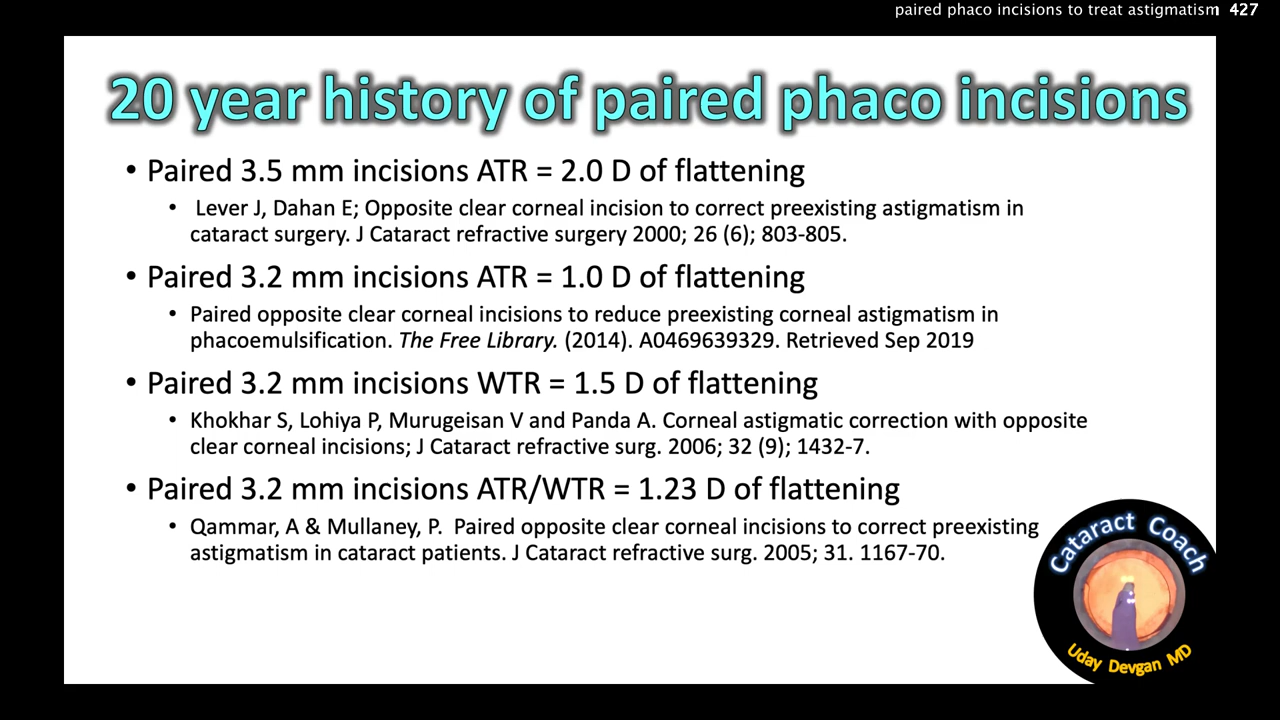 paired phaco incisions to treat astigmatism 427
20 year history of paired phaco incisions
• Paired 3.5 mm incisions ATR = 2.0 D of flattening
• Lever J, Dahan E; Opposite clear corneal incision to correct preexisting astigmatism in
cataract surgery. J Cataract refractive surgery 2000; 26 (6); 803-805.
• Paired 3.2 mm incisions ATR = 1.0 D of flattening
• Paired opposite clear corneal incisions to reduce preexisting corneal astigmatism in
phacoemulsification. The Free Library. (2014). A0469639329. Retrieved Sep 2019
• Paired 3.2 mm incisions WTR = 1.5 D of flattening
• Khokhar S, Lohiya P, Murugeisan V and Panda A. Corneal astigmatic correction with opposite
clear corneal incisions; J Cataract refractive surg. 2006; 32 (9); 1432-7.
• Paired 3.2 mm incisions ATR/WTR = 1.23 D of flattening
• Qammar, A & Mullaney, P. Paired opposite clear corneal incisions to correct preexisting
astigmatism in cataract patients. J Cataract refractive surg. 2005; 31. 1167-70.
Cataract Coach
Uday Devgan MD